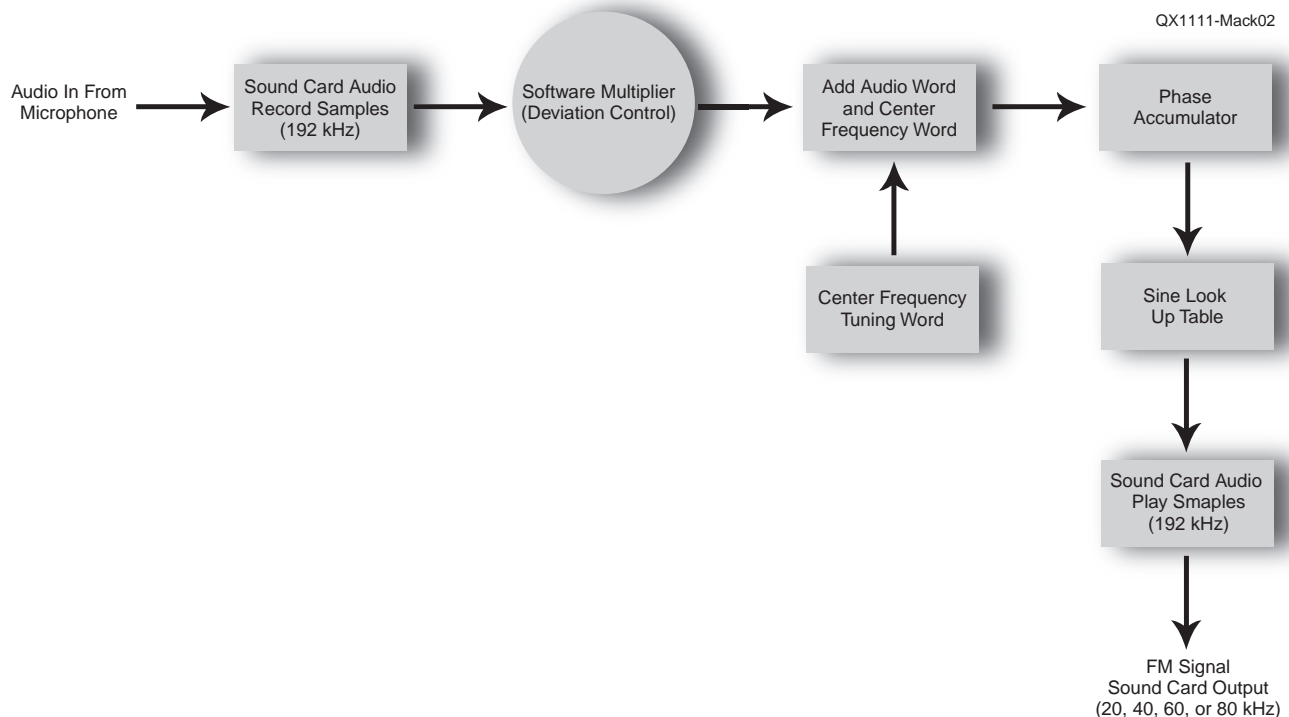 QX1111-Mack02
Audio In From
Microphone
Sound Card Audio
Record Samples
(192 kHz)
Software Multiplier
(Deviation Control)
Add Audio Word
and Center
Frequency Word
Phase
Accumulator
Center Frequency
Tuning Word
Sine Look
Up Table
Sound Card Audio
Play Smaples
(192 kHz)
FM Signal
Sound Card Output
(20, 40, 60, or 80 kHz)